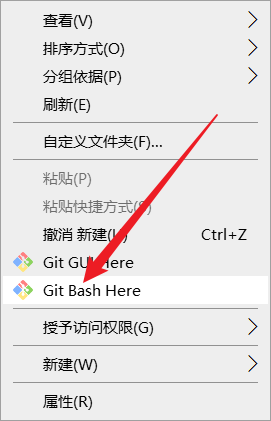 查看(V)
排序方式(O)
分组依据(P)
刷新(E)
自定义文件夹(F)...
粘贴(P)
粘贴快捷方式(S)
撤消 新建(U) Ctrl+Z
Git GUI Here
Git Bash Here
授予访问权限(G)
新建(W)
属性(R)